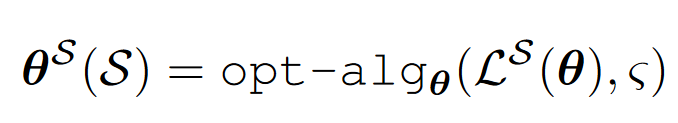 θ^𝒮(𝒮) = opt-alg_θ(ℒ^𝒮(θ), ς)